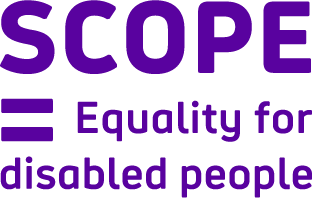 SCOPE
= Equality for
disabled people